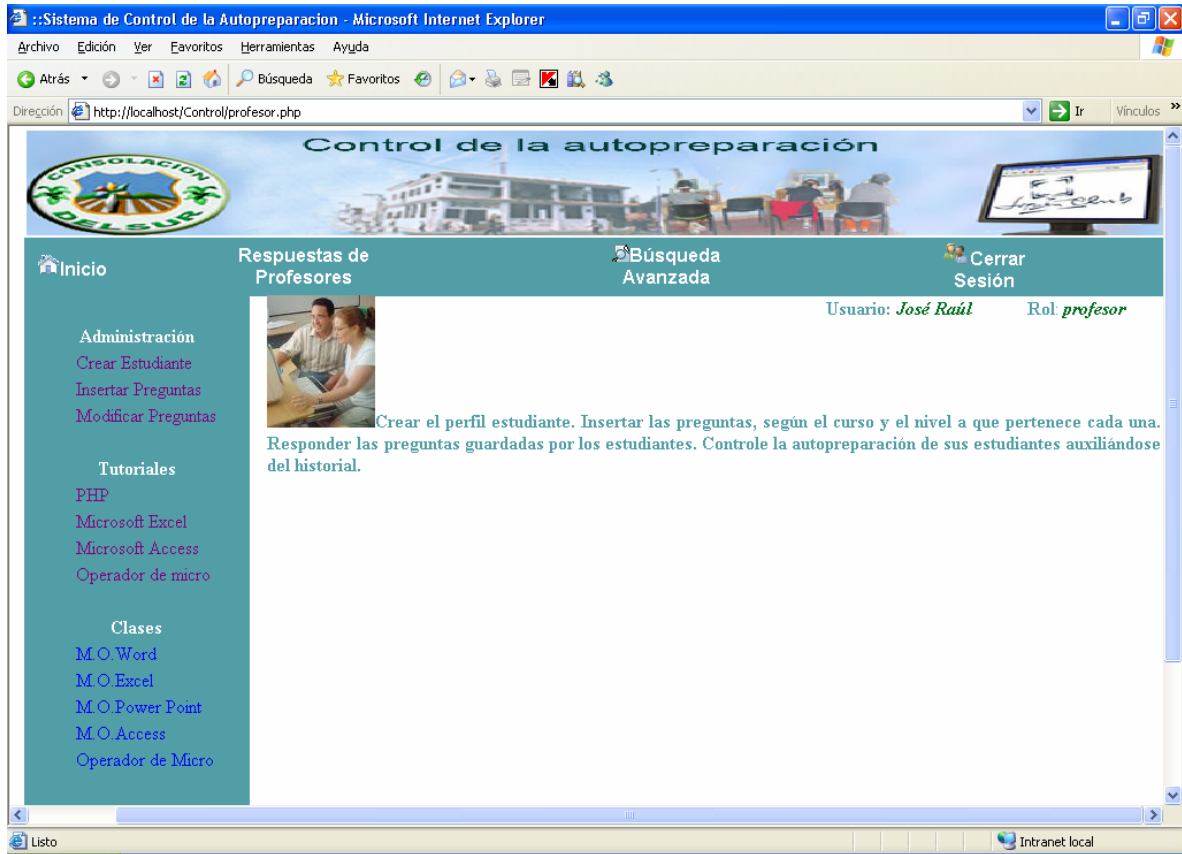 ::Sistema de Control de la Autopreparacion - Microsoft Internet Explorer
Archivo Edición Ver Favoritos Herramientas Ayuda
Atrás Búsqueda Favoritos
Dirección http://localhost/Control/profesor.php Ir Vínculos »
Control de la autopreparación
CONSOLACION
DEL SUR
Joven Club
Inicio
Respuestas de
Profesores
Búsqueda
Avanzada
Cerrar
Sesión
Usuario: José Raúl Rol: profesor
Administración
Crear Estudiante
Insertar Preguntas
Modificar Preguntas
Tutoriales
PHP
Microsoft Excel
Microsoft Access
Operador de micro
Clases
M.O.Word
M.O.Excel
M.O.Power Point
M.O.Access
Operador de Micro
Crear el perfil estudiante. Insertar las preguntas, según el curso y el nivel a que pertenece cada una.
Responder las preguntas guardadas por los estudiantes. Controle la autopreparación de sus estudiantes auxiliándose
del historial.
Listo Intranet local